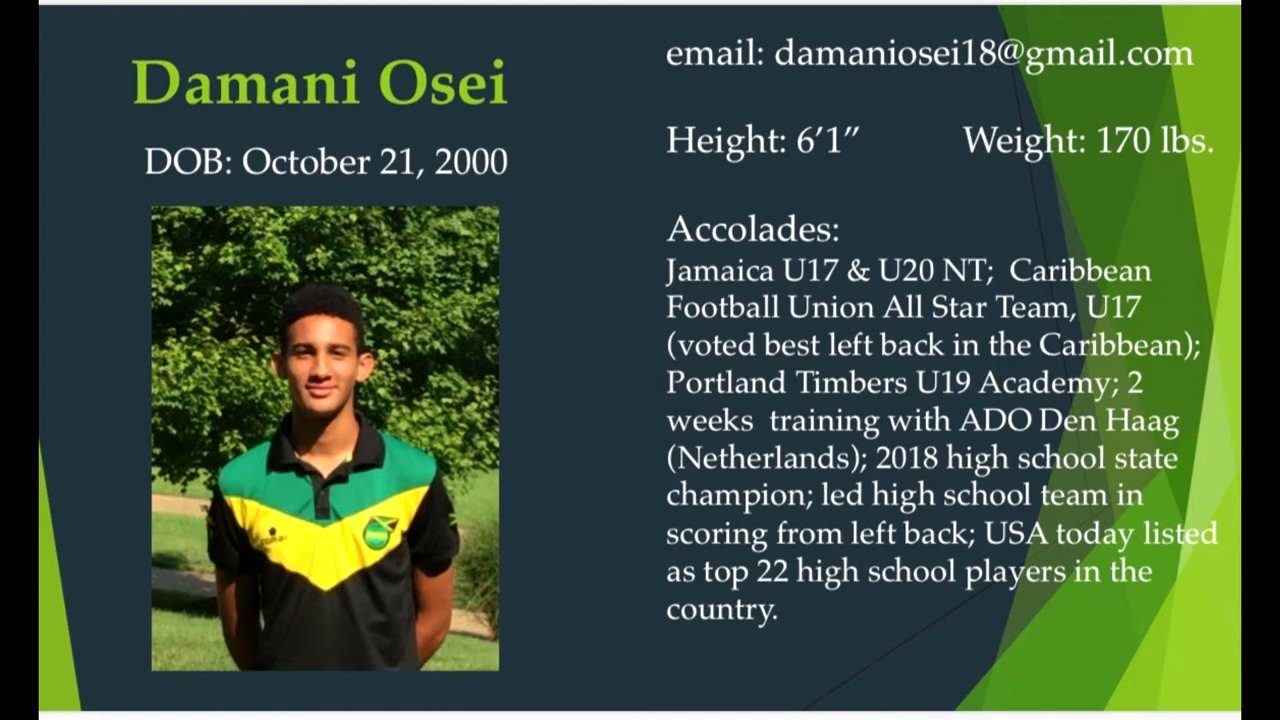 Damani Osei
DOB: October 21, 2000
email: damaniosei18@gmail.com
Height: 6’1” Weight: 170 lbs.
Accolades:
Jamaica U17 & U20 NT; Caribbean
Football Union All Star Team, U17
(voted best left back in the Caribbean);
Portland Timbers U19 Academy; 2
weeks training with ADO Den Haag
(Netherlands); 2018 high school state
champion; led high school team in
scoring from left back; USA today listed
as top 22 high school players in the
country.